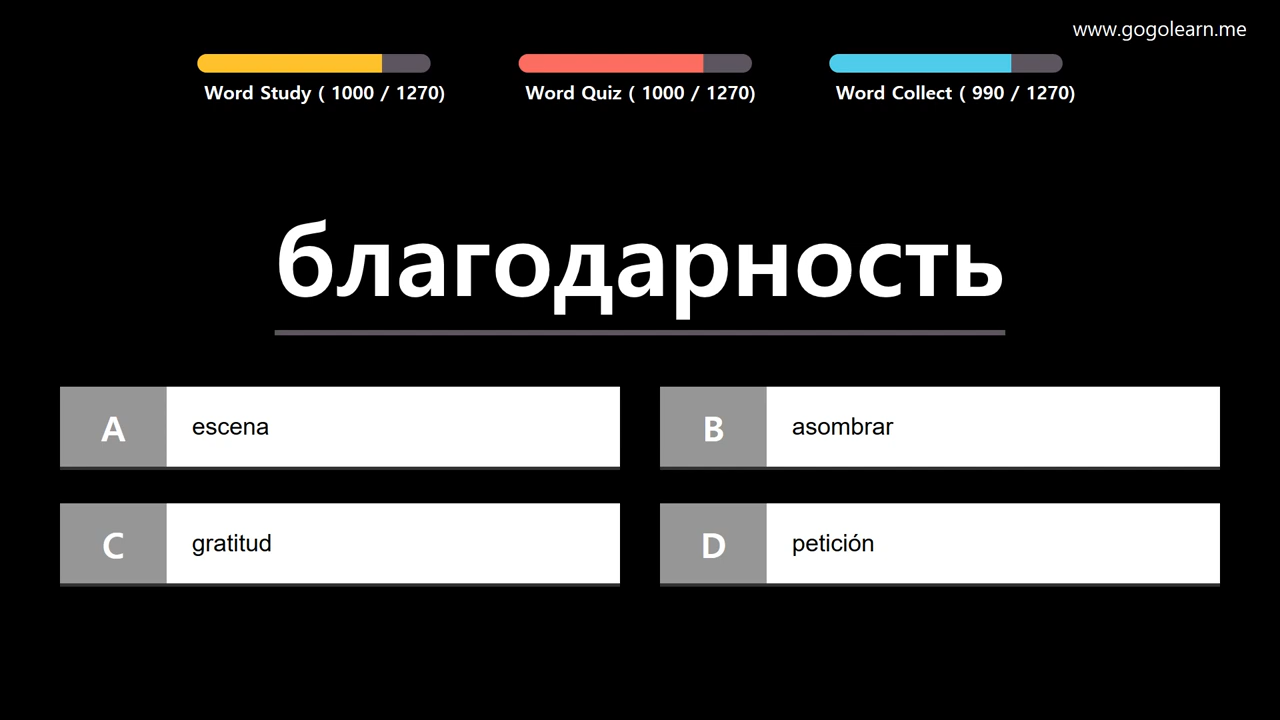 www.gogolearn.me
Word Study ( 1000 / 1270)
Word Quiz ( 1000 / 1270)
Word Collect ( 990 / 1270)
благодарность
A escena
B asombrar
C gratitud
D petición